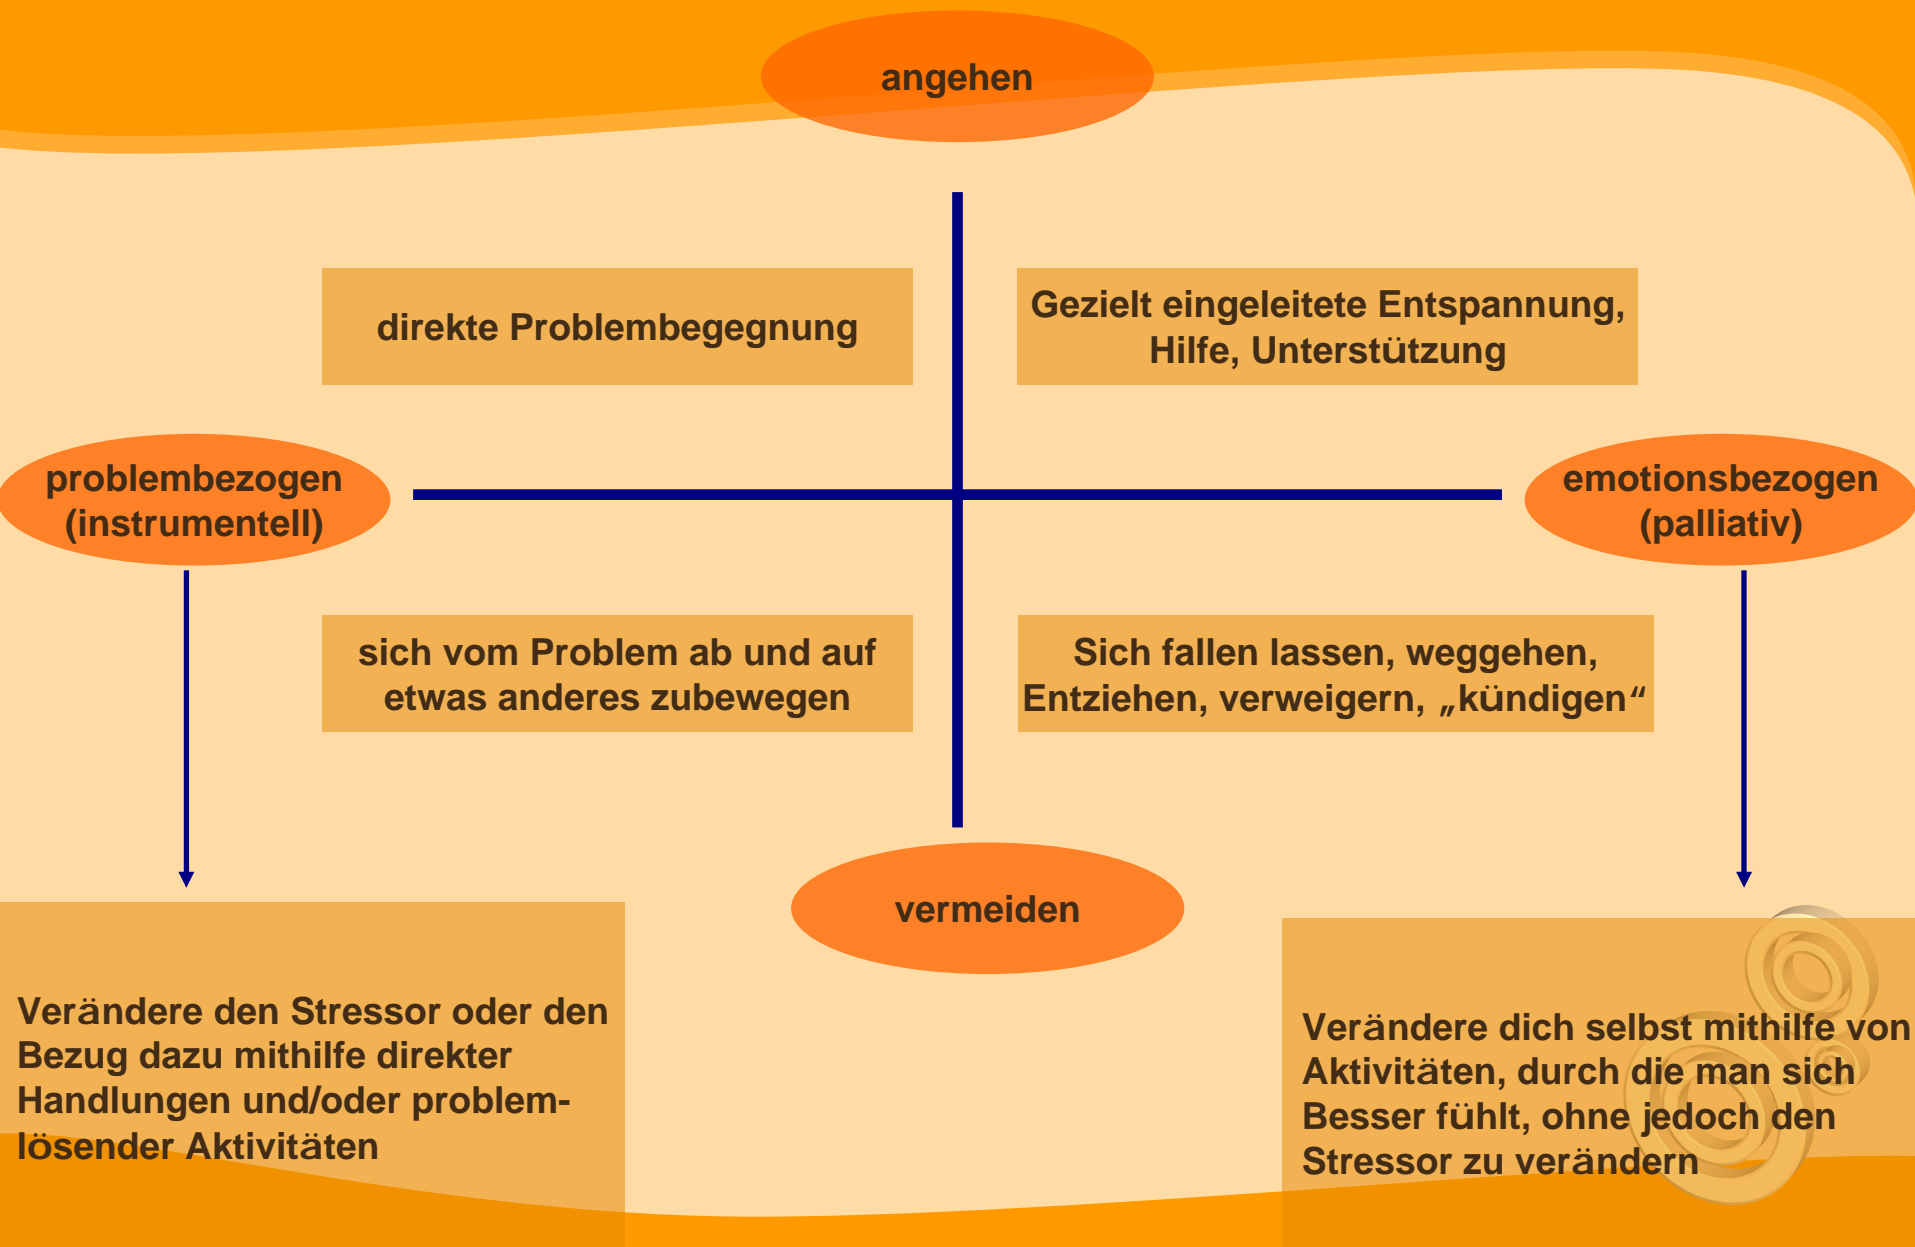 angehen
direkte Problembegegnung
Gezielt eingeleitete Entspannung,
Hilfe, Unterstützung
problembezogen
(instrumentell)
emotionsbezogen
(palliativ)
sich vom Problem ab und auf
etwas anderes zubewegen
Sich fallen lassen, weggehen,
Entziehen, verweigern, „kündigen“
vermeiden
Verändere den Stressor oder den
Bezug dazu mithilfe direkter
Handlungen und/oder problem-
lösender Aktivitäten
Verändere dich selbst mithilfe von
Aktivitäten, durch die man sich
Besser fühlt, ohne jedoch den
Stressor zu verändern